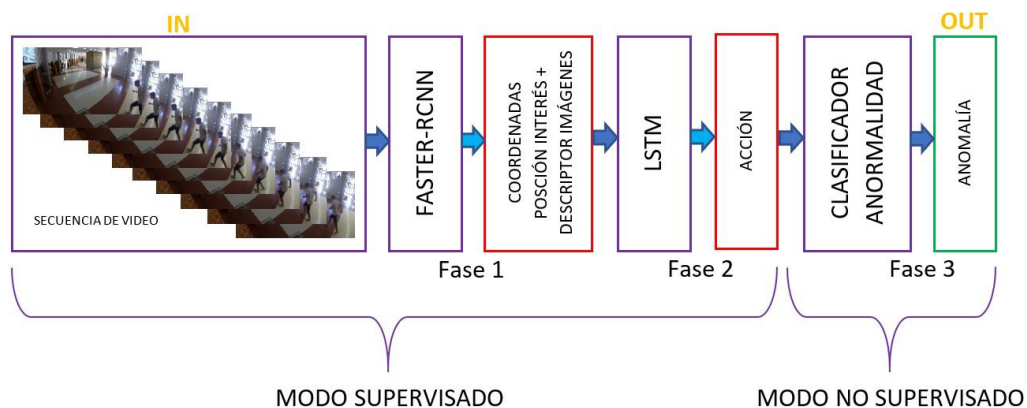 IN
OUT
SECUENCIA DE VIDEO
FASTER-RCNN
COORDENADAS
POSCIÓN INTERÉS +
DESCRIPTOR IMÁGENES
LSTM
ACCIÓN
CLASIFICADOR
ANORMALIDAD
ANOMALÍA
Fase 1
Fase 2
Fase 3
MODO SUPERVISADO
MODO NO SUPERVISADO